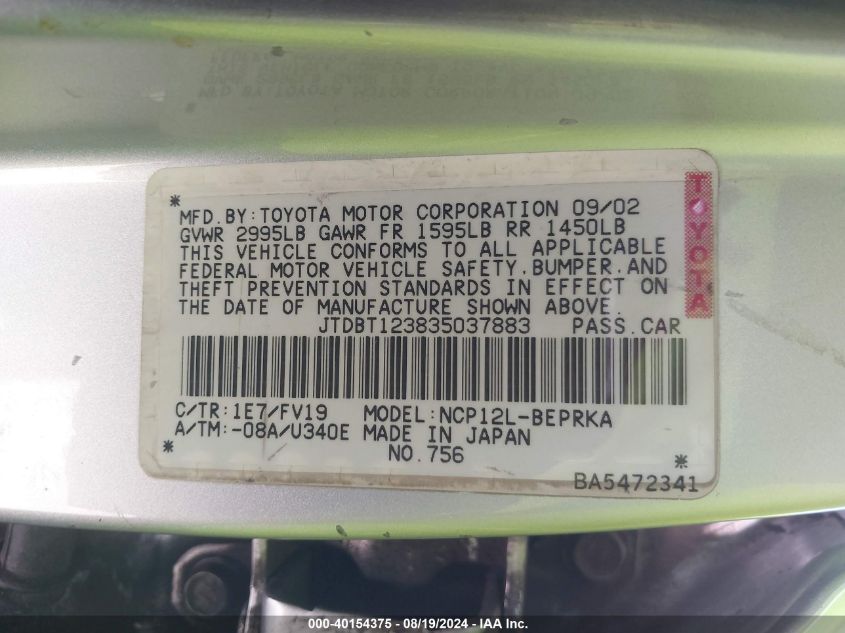 * MFD. BY: TOYOTA MOTOR CORPORATION 09/02
GVWR 2995LB GAWR FR 1595LB RR 1450LB
THIS VEHICLE CONFORMS TO ALL APPLICABLE
FEDERAL MOTOR VEHICLE SAFETY. BUMPER. AND
THEFT PREVENTION STANDARDS IN EFFECT ON
THE DATE OF MANUFACTURE SHOWN ABOVE.
JTDBT123835037883 PASS. CAR
TOYOTA
C/TR: 1E7/FV19 MODEL: NCP12L-BEPRKA
A/TM: -08A/U340E MADE IN JAPAN
* NO. 756 *
BA5472341
000-40154375 - 08/19/2024 - IAA Inc.